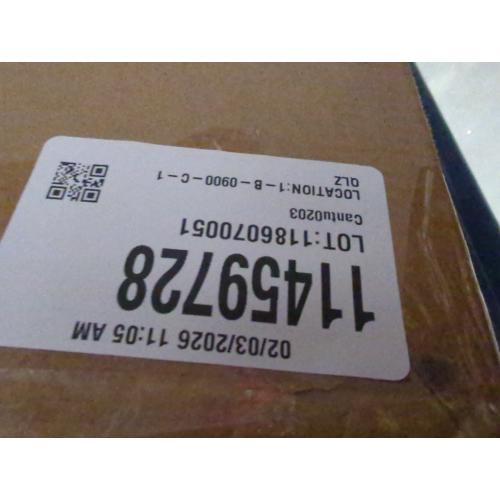 02/03/2026 11:05 AM
11459728
LOT:1186070051
Cantu0203
LOCATION:1-B-0900-C-1
QLZ